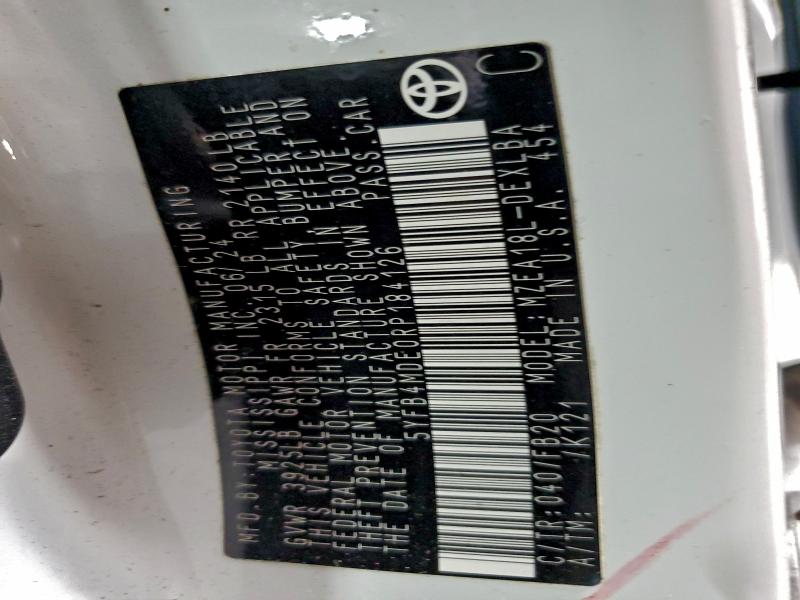 MFD.BY:TOYOTA MOTOR MANUFACTURING
MISSISSIPPI INC. 06/24
GVWR 3925LB GAWR FR 2315 LB RR 2140LB
THIS VEHICLE CONFORMS TO ALL APPLICABLE
FEDERAL MOTOR VEHICLE SAFETY, BUMPER, AND
THEFT PREVENTION STANDARDS IN EFFECT ON
THE DATE OF MANUFACTURE SHOWN ABOVE.
5YFB4MDE0RP184126 PASS.CAR
C/TR:040/FB20 MODEL:MZEA18L-DEXLBA
A/TM: /K121 MADE IN U.S.A. 454
C